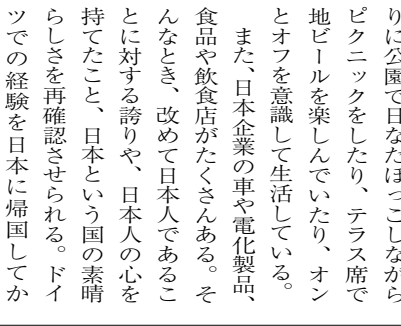 りに公園で日なたぼっこしながら
ピクニックをしたり、テラス席で
地ビールを楽しんでいたり、オン
とオフを意識して生活している。
また、日本企業の車や電化製品、
食品や飲食店がたくさんある。そ
んなとき、改めて日本人であるこ
とに対する誇りや、日本人の心を
持てたこと、日本という国の素晴
らしさを再確認させられる。ドイ
ツでの経験を日本に帰国してか